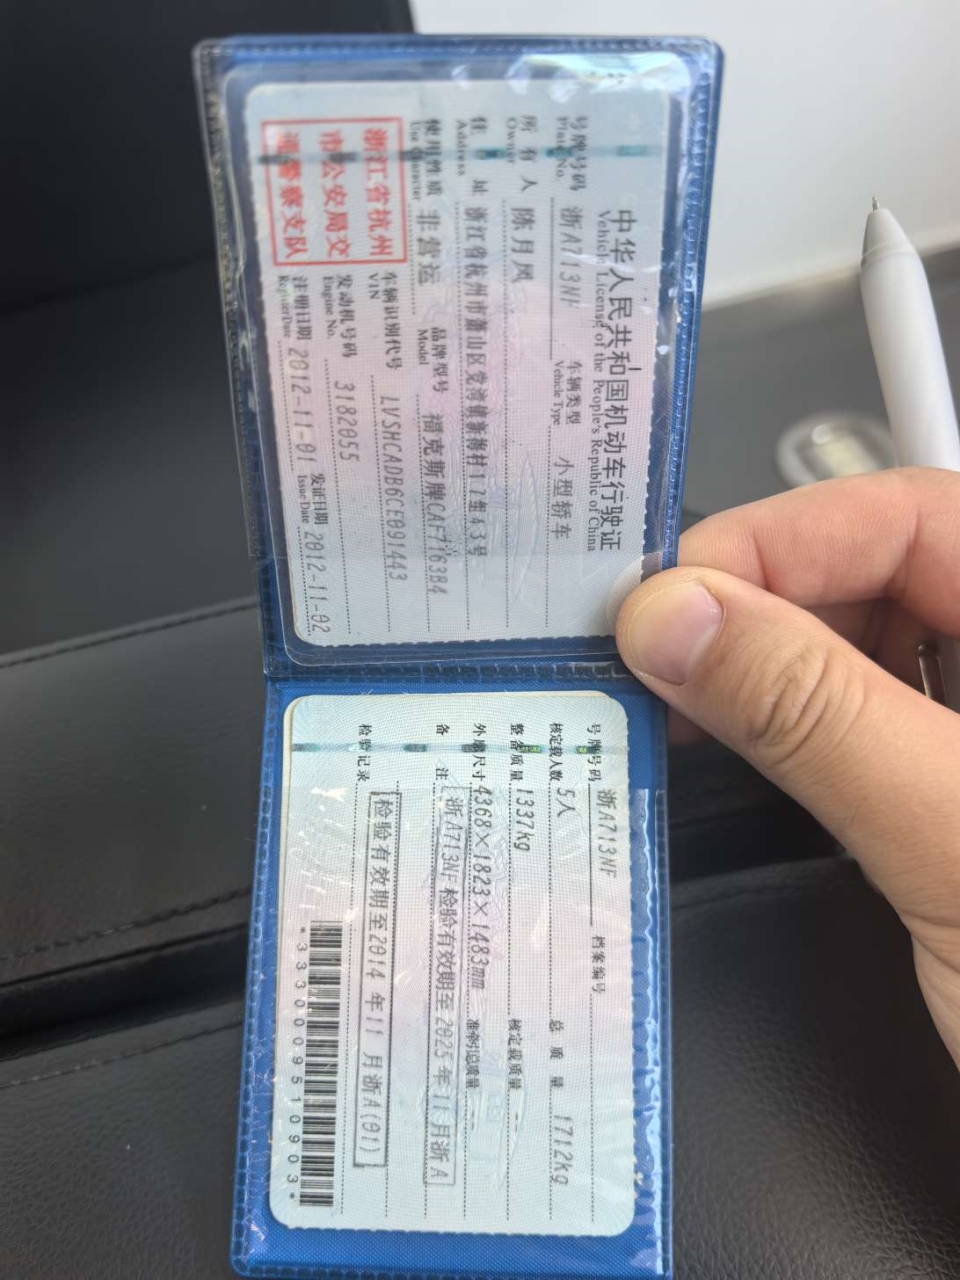 中华人民共和国机动车行驶证
Vehicle License of the People's Republic of China
号牌号码 浙A713NF 车辆类型 小型轿车
Plate No. Vehicle Type
所有人 陈月凤
Owner
住址 浙江省杭州市萧山区党湾镇新梅村17组43号
Address
使用性质 非营运 品牌型号 福克斯牌CAF7163B4
Use Character Model
浙江省杭州
市公安局交
通警察支队
车辆识别代号 LVSHCADB6CE091443
VIN
发动机号码 3182055
Engine No.
注册日期 2012-11-01 发证日期 2012-11-02
Register Date Issue Date
号牌号码 浙A713NF 档案编号
核定载人数 5人 总质量 1712kg
整备质量 1337kg 核定载质量 --
外廓尺寸 4368×1823×1483mm 准牵引总质量 --
备注 浙A713NF检验有效期至2025年11月浙A
检验记录 检验有效期至2014年11月浙A(01)
*3330009510903*